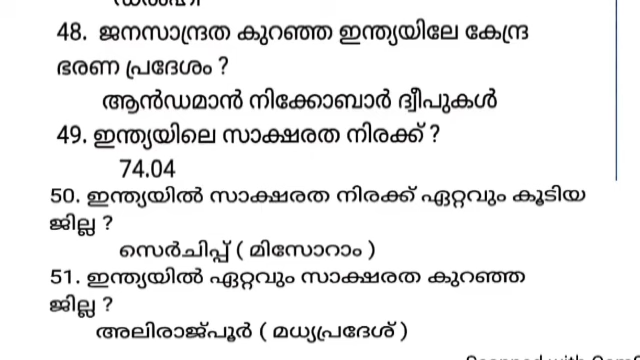 ഡൽഹി
48. ജനസാന്ദ്രത കുറഞ്ഞ ഇന്ത്യയിലേ കേന്ദ്ര
ഭരണ പ്രദേശം ?
ആൻഡമാൻ നിക്കോബാർ ദ്വീപുകൾ
49. ഇന്ത്യയിലെ സാക്ഷരത നിരക്ക് ?
74.04
50. ഇന്ത്യയിൽ സാക്ഷരത നിരക്ക് ഏറ്റവും കൂടിയ
ജില്ല ?
സെർചിപ്പ് ( മിസോറാം )
51. ഇന്ത്യയിൽ ഏറ്റവും സാക്ഷരത കുറഞ്ഞ
ജില്ല ?
അലിരാജ്പൂർ ( മധ്യപ്രദേശ് )